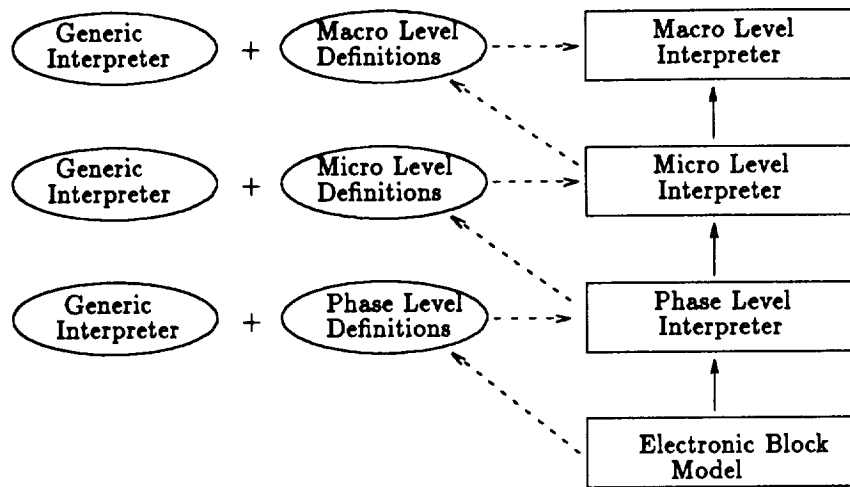 Generic
Interpreter
+
Macro Level
Definitions
Macro Level
Interpreter
Generic
Interpreter
+
Micro Level
Definitions
Micro Level
Interpreter
Generic
Interpreter
+
Phase Level
Definitions
Phase Level
Interpreter
Electronic Block
Model